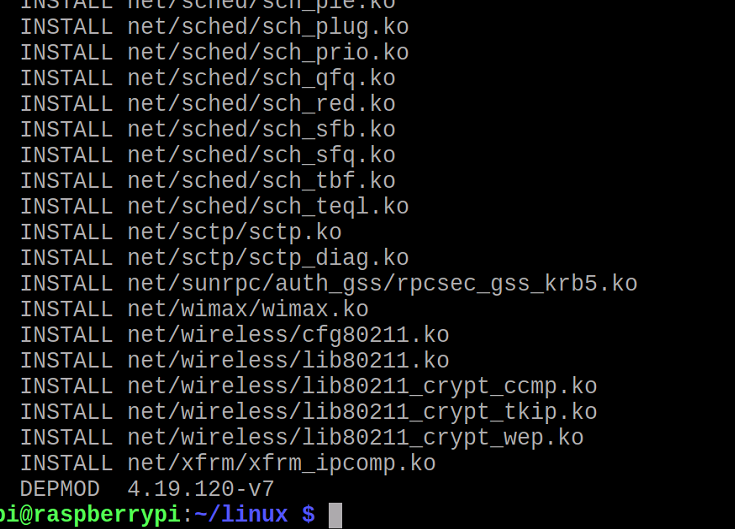 INSTALL net/sched/sch_pie.ko
INSTALL net/sched/sch_plug.ko
INSTALL net/sched/sch_prio.ko
INSTALL net/sched/sch_qfq.ko
INSTALL net/sched/sch_red.ko
INSTALL net/sched/sch_sfb.ko
INSTALL net/sched/sch_sfq.ko
INSTALL net/sched/sch_tbf.ko
INSTALL net/sched/sch_teql.ko
INSTALL net/sctp/sctp.ko
INSTALL net/sctp/sctp_diag.ko
INSTALL net/sunrpc/auth_gss/rpcsec_gss_krb5.ko
INSTALL net/wimax/wimax.ko
INSTALL net/wireless/cfg80211.ko
INSTALL net/wireless/lib80211.ko
INSTALL net/wireless/lib80211_crypt_ccmp.ko
INSTALL net/wireless/lib80211_crypt_tkip.ko
INSTALL net/wireless/lib80211_crypt_wep.ko
INSTALL net/xfrm/xfrm_ipcomp.ko
DEPMOD  4.19.120-v7
pi@raspberrypi:~/linux $